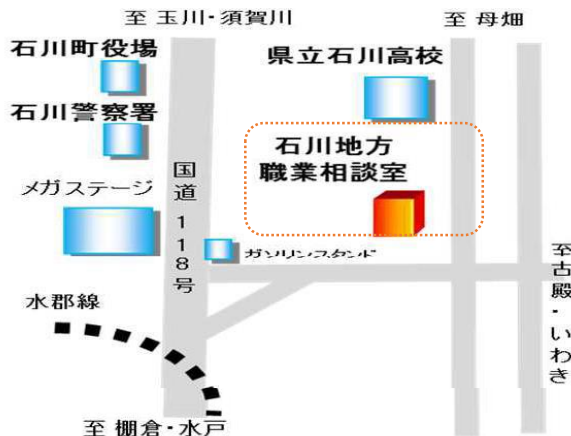 至 玉川・須賀川
至 母畑
石川町役場
県立石川高校
石川警察署
石川地方
職業相談室
メガステージ
国道118号
ガソリンスタンド
至古殿・いわき
水郡線
至 棚倉・水戸